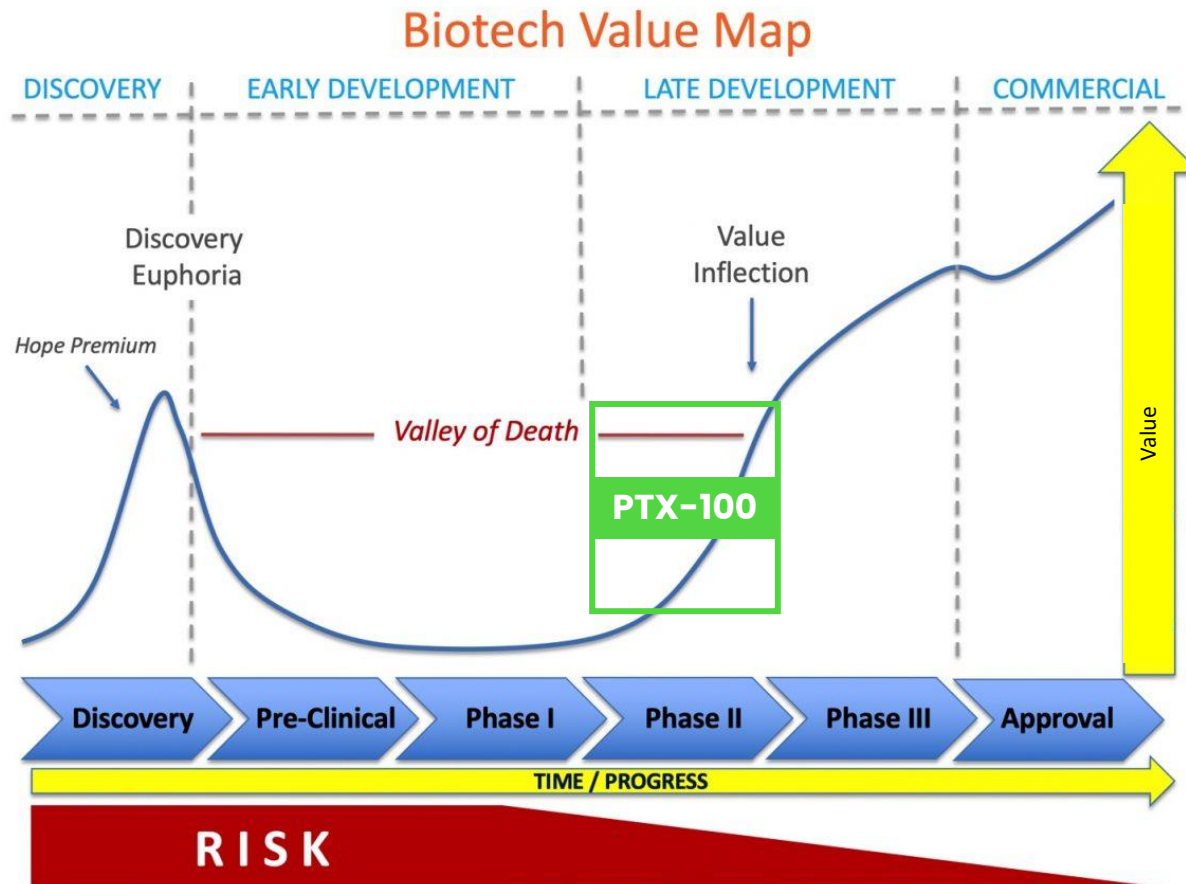 Biotech Value Map
DISCOVERY
EARLY DEVELOPMENT
LATE DEVELOPMENT
COMMERCIAL
Discovery
Euphoria
Value
Inflection
Hope Premium
Valley of Death
Value
PTX-100
Discovery
Pre-Clinical
Phase I
Phase II
Phase III
Approval
TIME / PROGRESS
RISK